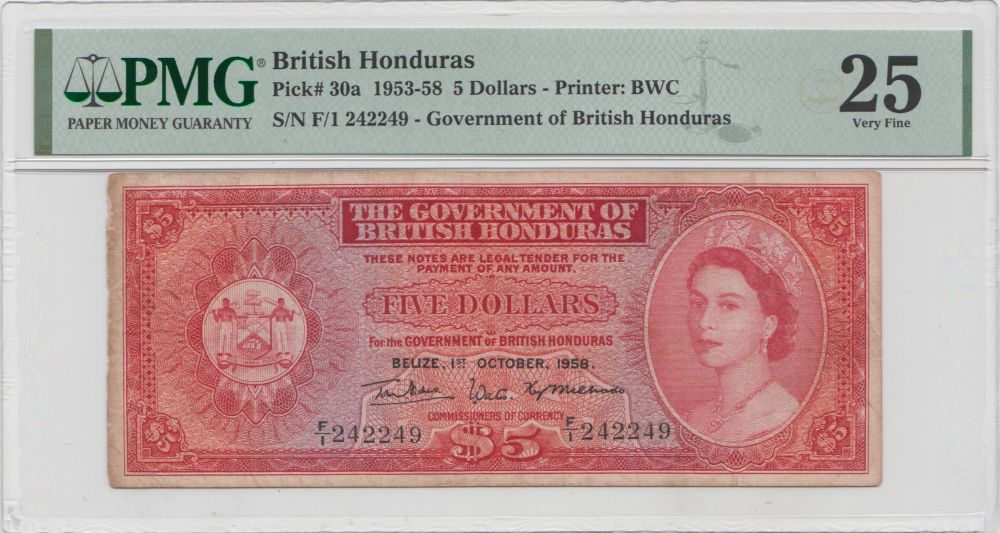 PMG®
PAPER MONEY GUARANTY
British Honduras
Pick# 30a 1953-58 5 Dollars - Printer: BWC
S/N F/1 242249 - Government of British Honduras
25
Very Fine
$5
$5
THE GOVERNMENT OF
BRITISH HONDURAS
THESE NOTES ARE LEGAL TENDER FOR THE
PAYMENT OF ANY AMOUNT.
FIVE DOLLARS
For the GOVERNMENT OF BRITISH HONDURAS
BELIZE, 1ST OCTOBER, 1958.
COMMISSIONERS OF CURRENCY
F/1 242249
F/1 242249
$5
$5
$5